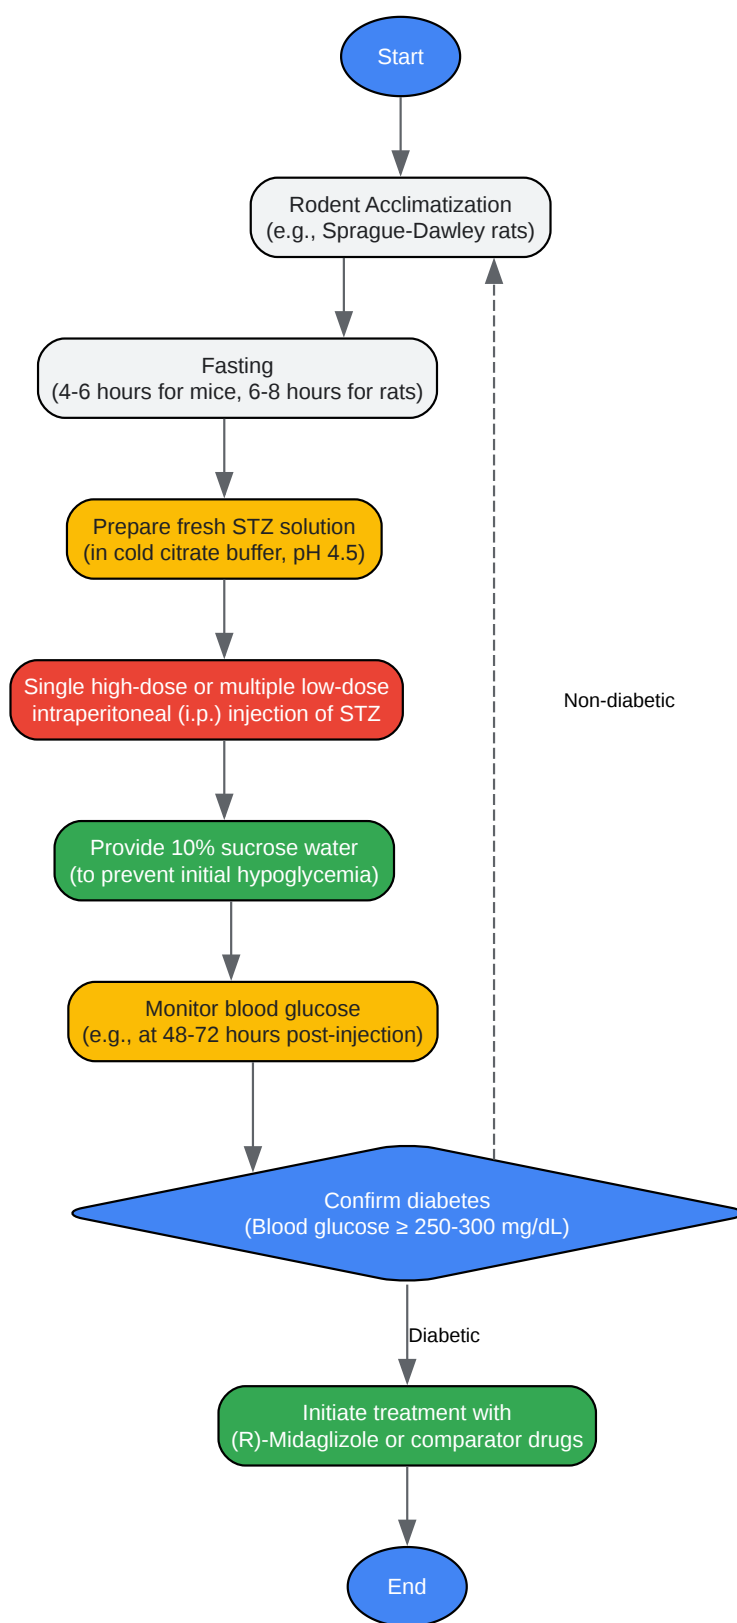 Start
Rodent Acclimatization
(e.g., Sprague-Dawley rats)
Fasting
(4-6 hours for mice, 6-8 hours for rats)
Prepare fresh STZ solution
(in cold citrate buffer, pH 4.5)
Single high-dose or multiple low-dose
intraperitoneal (i.p.) injection of STZ
Non-diabetic
Provide 10% sucrose water
(to prevent initial hypoglycemia)
Monitor blood glucose
(e.g., at 48-72 hours post-injection)
Confirm diabetes
(Blood glucose ≥ 250-300 mg/dL)
Diabetic
Initiate treatment with
(R)-Midaglizole or comparator drugs
End